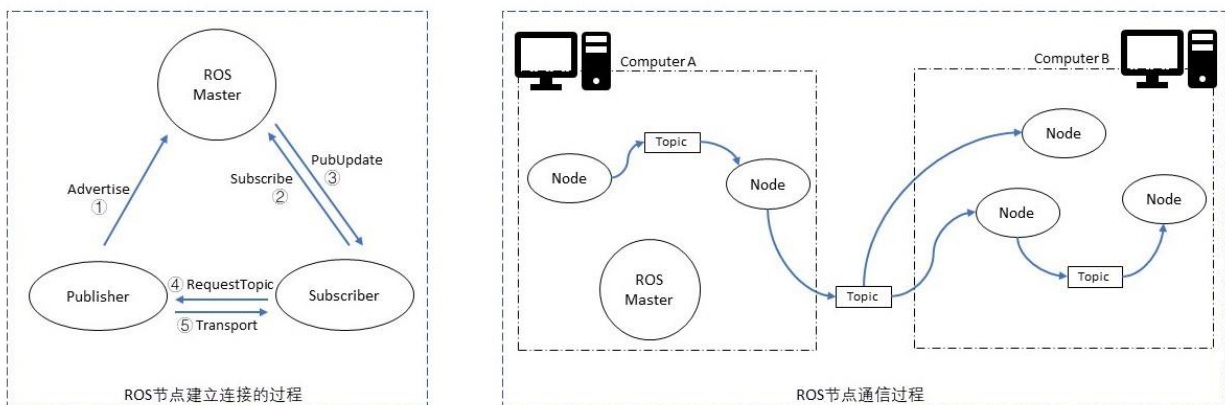 ROS
Master
PubUpdate
③
Subscribe
②
Advertise
①
Publisher
④ RequestTopic
Subscriber
⑤ Transport
ROS节点建立连接的过程
Computer A
Computer B
Topic
Node
Node
Node
Node
Node
ROS
Master
Topic
Topic
ROS节点通信过程